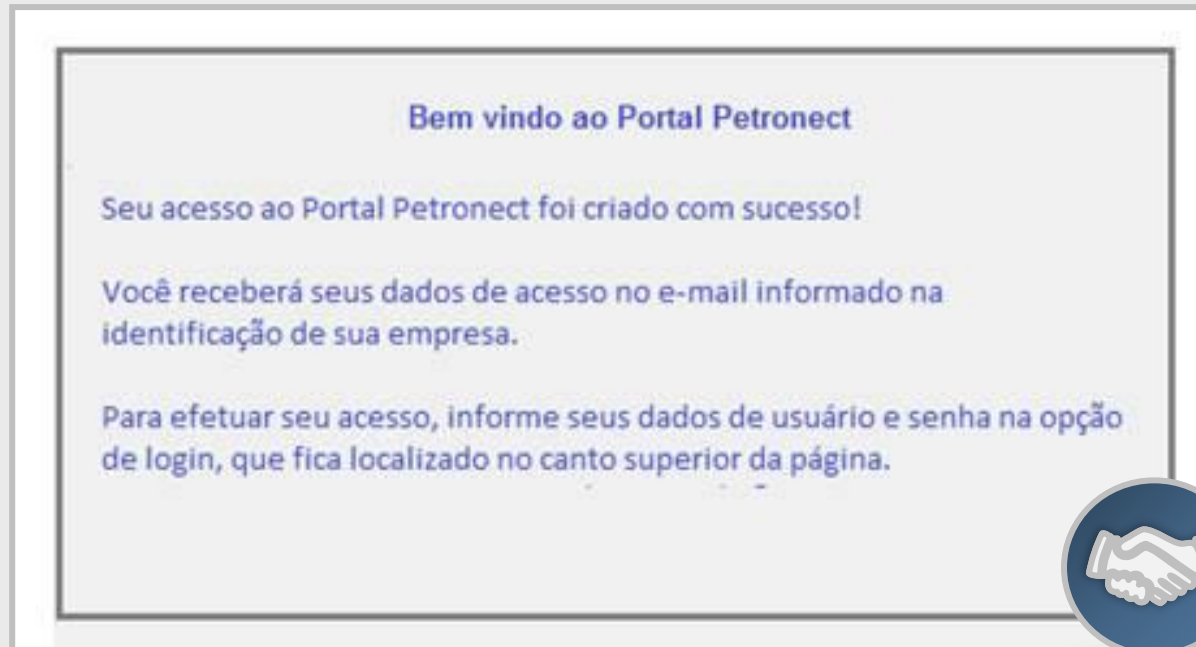 Bem vindo ao Portal Petronect
Seu acesso ao Portal Petronect foi criado com sucesso!
Você receberá seus dados de acesso no e-mail informado na
identificação de sua empresa.
Para efetuar seu acesso, informe seus dados de usuário e senha na opção
de login, que fica localizado no canto superior da página.